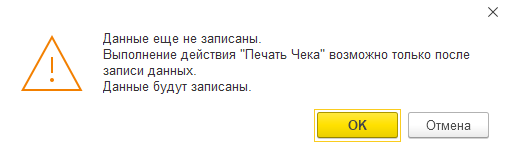 Данные еще не записаны.
Выполнение действия "Печать Чека" возможно только после
записи данных.
Данные будут записаны.
OK
Отмена